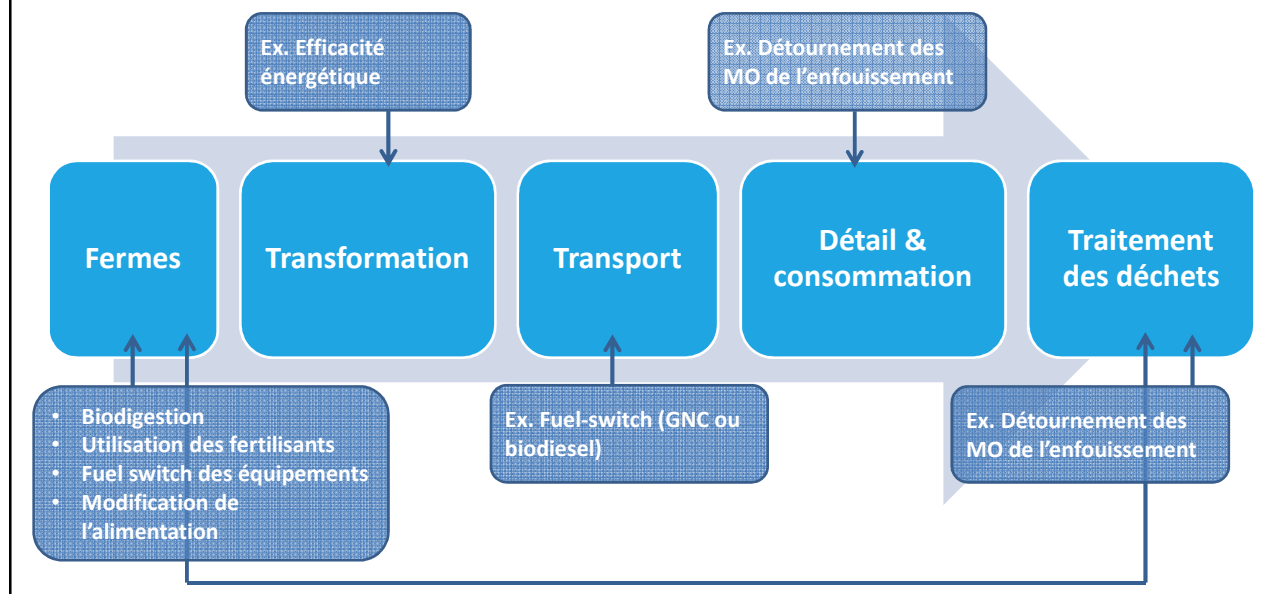 Ex. Efficacité
énergétique
Ex. Détournement des
MO de l'enfouissement
Fermes
Transformation
Transport
Détail &
consommation
Traitement
des déchets
• Biodigestion
• Utilisation des fertilisants
• Fuel switch des équipements
• Modification de
l'alimentation
Ex. Fuel-switch (GNC ou
biodiesel)
Ex. Détournement des
MO de l'enfouissement